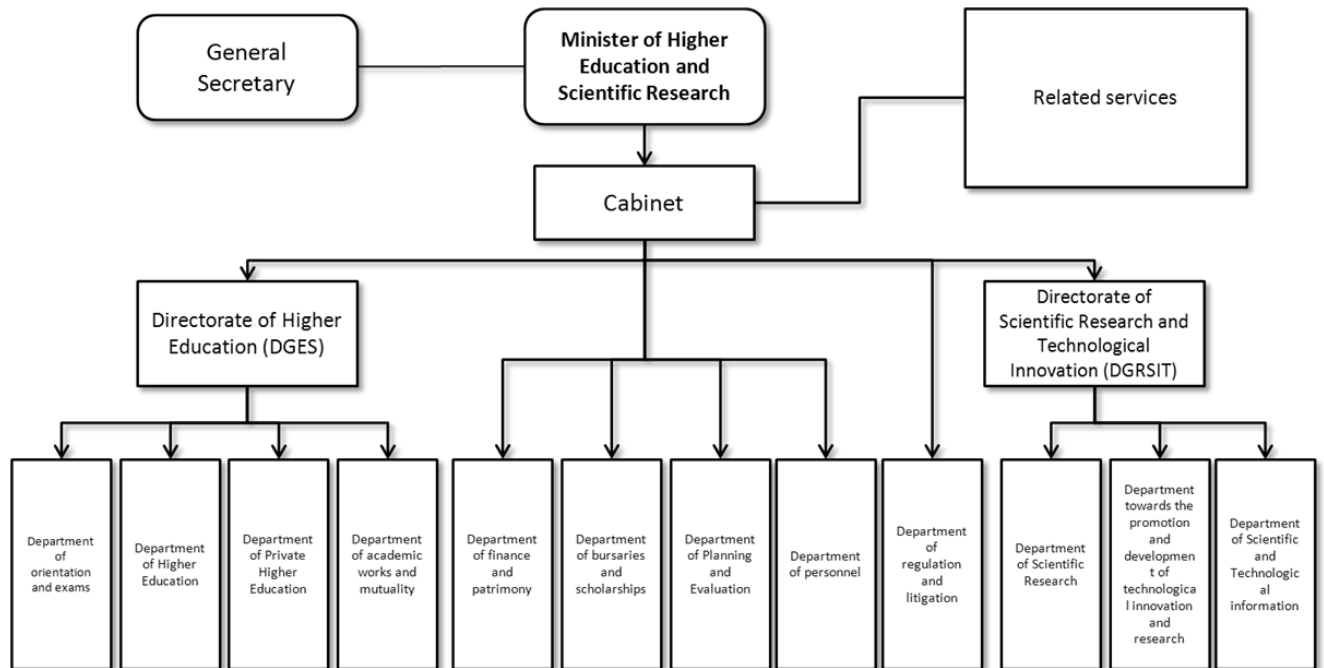 General
Secretary
Minister of Higher
Education and
Scientific Research
Related services
Cabinet
Directorate of Higher
Education (DGES)
Directorate of
Scientific Research and
Technological
Innovation (DGRSIT)
Department
of
orientation
and exams
Department
of Higher
Education
Department
of Private
Higher
Education
Department
of academic
works and
mutuality
Department
of finance
and
patrimony
Department
of bursaries
and
scholarships
Department
of Planning
and
Evaluation
Department
of personnel
Department
of
regulation
and
litigation
Department
of Scientific
Research
Department
towards the
promotion
and
developmen
t of
technologica
l innovation
and
research
Department
of Scientific
and
Technologic
al
information